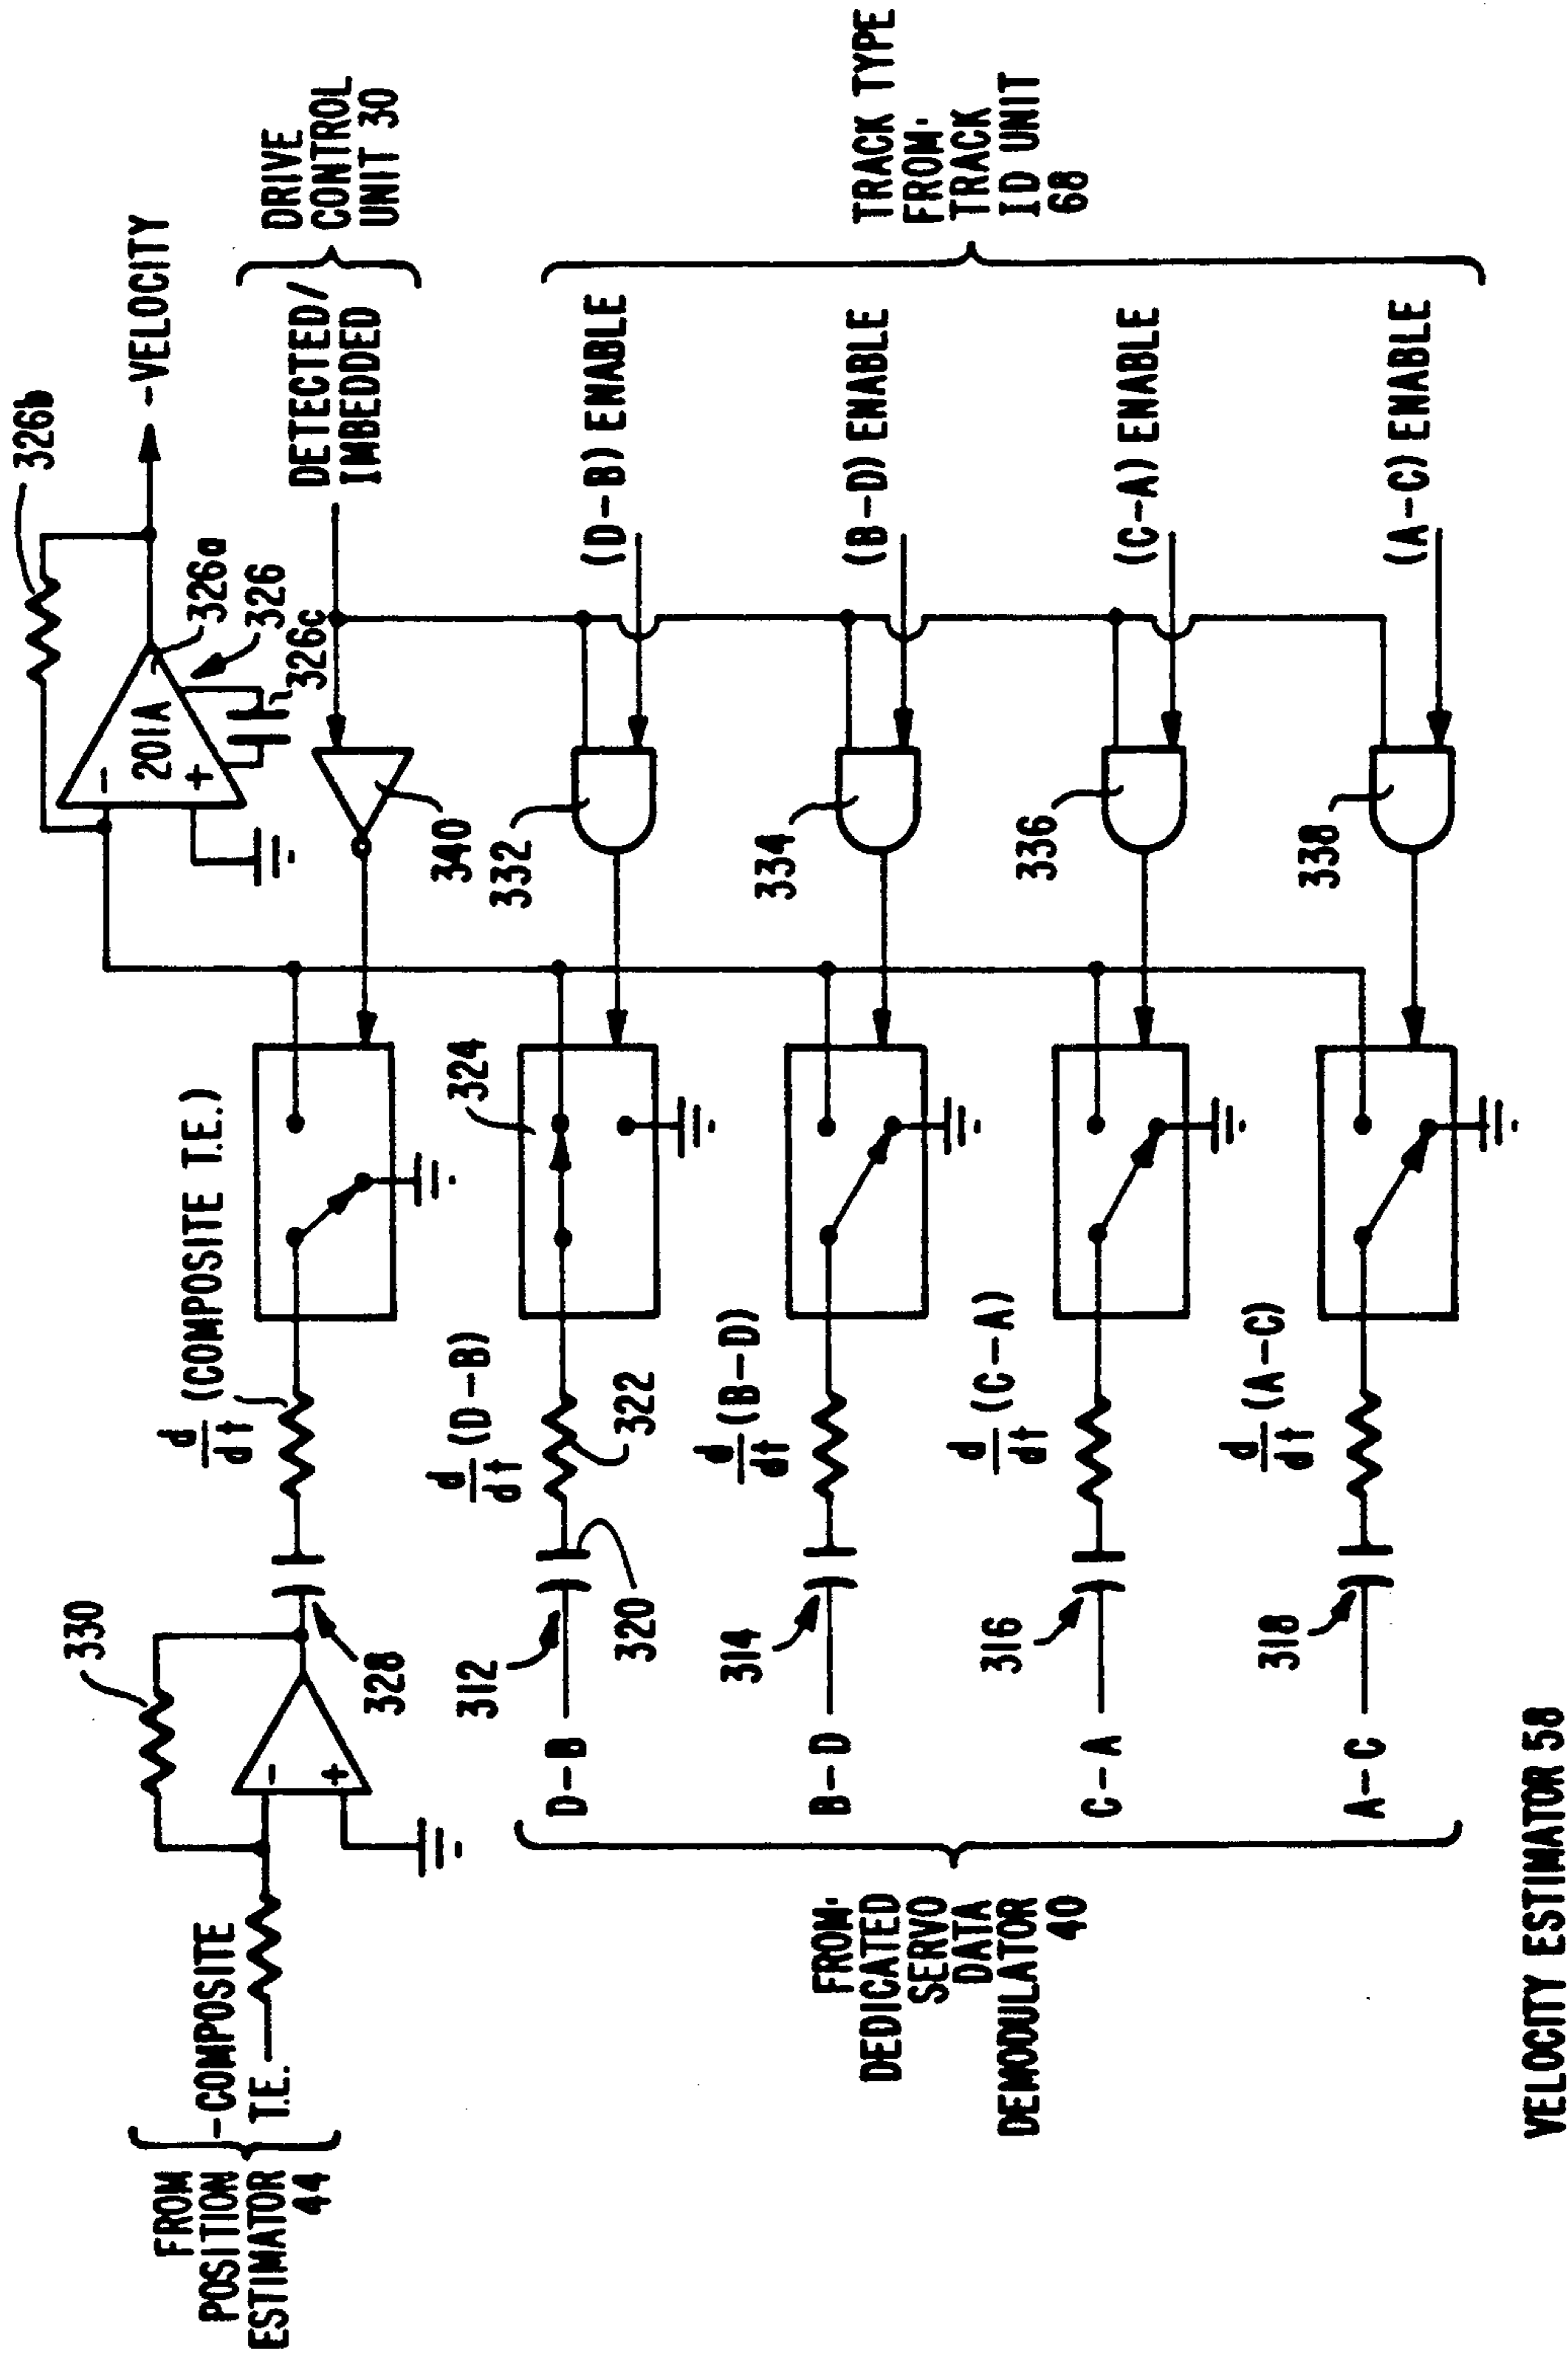 FROM
POSITION
ESTIMATOR
44
-COMPOSITE
T.E.
330
-
+
328
d/dt (COMPOSITE T.E.)
326b
-
201A
+
326a
326
326c
-VELOCITY
DETECTED/
IMBEDDED
DRIVE
CONTROL
UNIT 30
340
FROM·
DEDICATED
SERVO
DATA
DEMODULATOR
40
D-B
312
320
d/dt (D-B)
322
324
332
(D-B) ENABLE
B-D
314
d/dt (B-D)
334
(B-D) ENABLE
C-A
316
d/dt (C-A)
336
(C-A) ENABLE
A-C
318
d/dt (A-C)
338
(A-C) ENABLE
TRACK TYPE
FROM·
TRACK
ID UNIT
68
VELOCITY ESTIMATOR 58